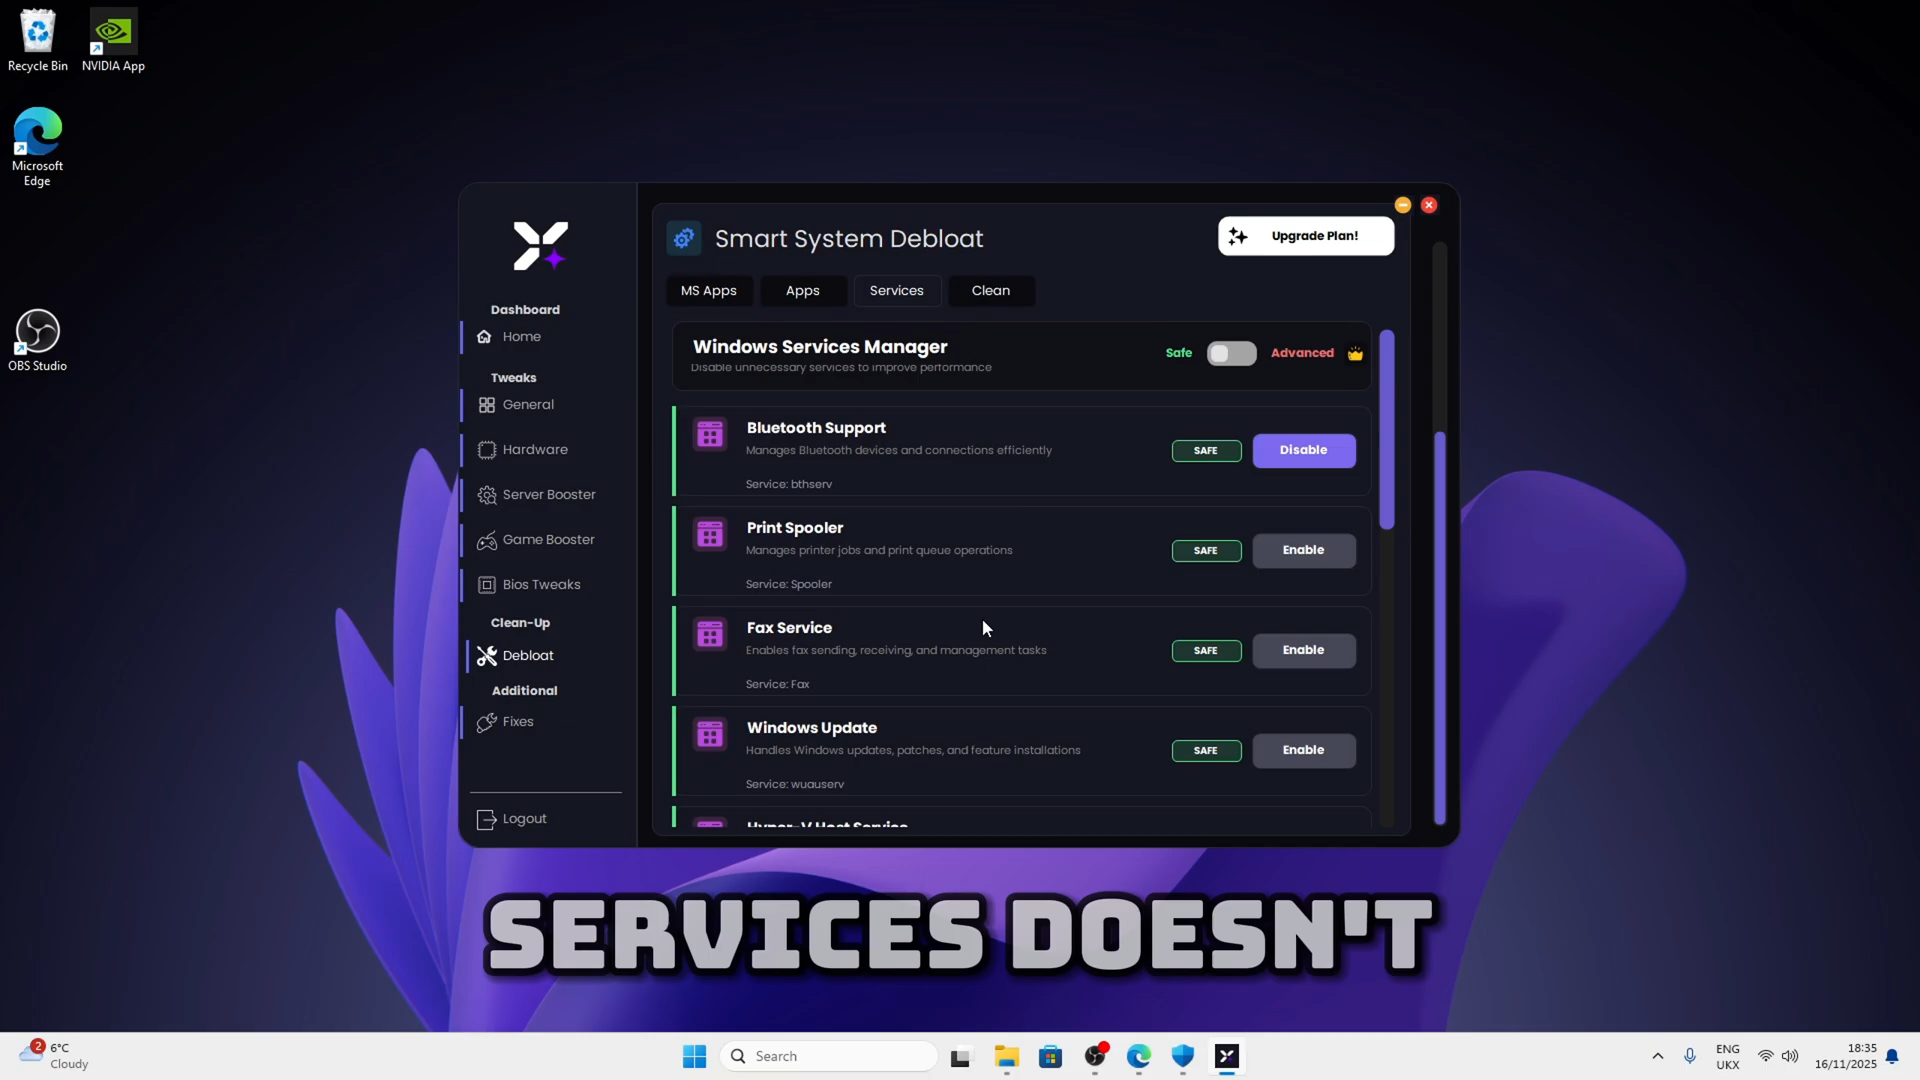 Recycle Bin
NVIDIA App
Microsoft
Edge
OBS Studio
Dashboard
Home
Tweaks
General
Hardware
Server Booster
Game Booster
Bios Tweaks
Clean-Up
Debloat
Additional
Fixes
Logout
Smart System Debloat
Upgrade Plan!
MS Apps
Apps
Services
Clean
Windows Services Manager
Disable unnecessary services to improve performance
Safe
Advanced
Bluetooth Support
Manages Bluetooth devices and connections efficiently
Service: bthserv
SAFE
Disable
Print Spooler
Manages printer jobs and print queue operations
Service: Spooler
SAFE
Enable
Fax Service
Enables fax sending, receiving, and management tasks
Service: Fax
SAFE
Enable
Windows Update
Handles Windows updates, patches, and feature installations
Service: wuauserv
SAFE
Enable
Hyper-V Host Service
SERVICES DOESN'T
2
6°C
Cloudy
Search
ENG
UKX
18:35
16/11/2025